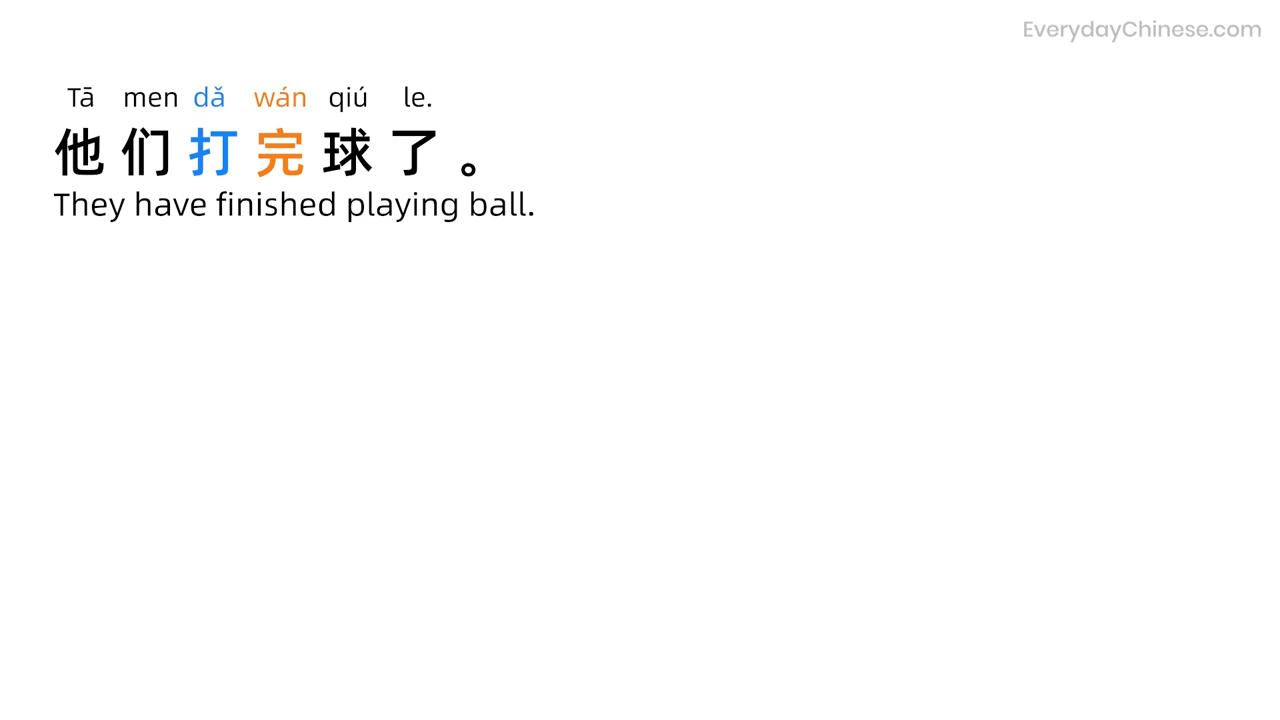 EverydayChinese.com
Tā men dǎ wán qiú le.
他们打完球了。
They have finished playing ball.